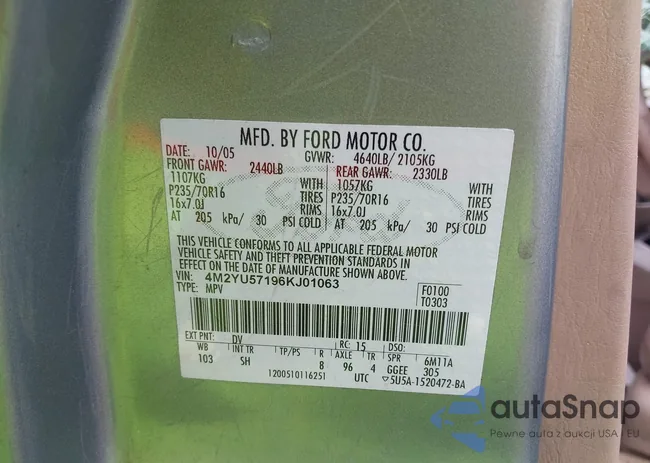 MFD. BY FORD MOTOR CO.
DATE: 10/05 GVWR: 4640LB/ 2105KG
FRONT GAWR: 2440LB REAR GAWR: 2330LB
1107KG WITH 1057KG WITH
P235/70R16 TIRES P235/70R16 TIRES
16x7.0J RIMS 16x7.0J RIMS
AT 205 kPa/ 30 PSI COLD AT 205 kPa/ 30 PSI COLD
THIS VEHICLE CONFORMS TO ALL APPLICABLE FEDERAL MOTOR
VEHICLE SAFETY AND THEFT PREVENTION STANDARDS IN
EFFECT ON THE DATE OF MANUFACTURE SHOWN ABOVE.
VIN: 4M2YU57196KJ01063 F0100
TYPE: MPV T0303
EXT PNT: DV RC: 15 DSO:
WB INT TR TP/PS R AXLE TR SPR 6M11A
103 SH 8 96 4 GGEE 305
1200510116251 UTC 5U5A-1520472-BA
Ford
autaSnap
Pewne auta z aukcji USA i EU